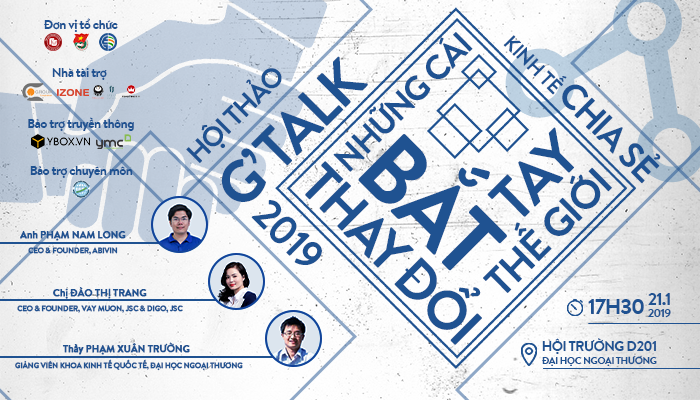 Đơn vị tổ chức
Nhà tài trợ
IZONE
Bảo trợ truyền thông
YBOX.VN ymc
Bảo trợ chuyên môn
Anh PHẠM NAM LONG
CEO & FOUNDER, ABIVIN
Chị ĐÀO THỊ TRANG
CEO & FOUNDER, VAY MUON, JSC & DIGO, JSC
Thầy PHẠM XUÂN TRƯỜNG
GIẢNG VIÊN KHOA KINH TẾ QUỐC TẾ, ĐẠI HỌC NGOẠI THƯƠNG
HỘI THẢO
G'TALK
2019
NHỮNG CÁI
BẮT TAY
THAY ĐỔI
THẾ GIỚI
KINH TẾ
CHIA SẺ
17H30 21.1
.2019
HỘI TRƯỜNG D201
ĐẠI HỌC NGOẠI THƯƠNG